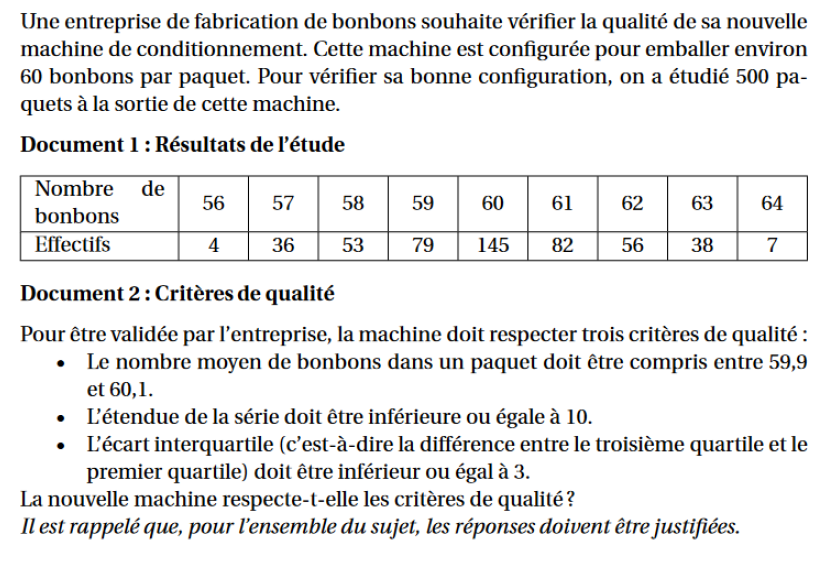 Une entreprise de fabrication de bonbons souhaite vérifier la qualité de sa nouvelle
machine de conditionnement. Cette machine est configurée pour emballer environ
60 bonbons par paquet. Pour vérifier sa bonne configuration, on a étudié 500 pa-
quets à la sortie de cette machine.
Document 1 : Résultats de l'étude
Nombre de
bonbons 56 57 58 59 60 61 62 63 64
Effectifs 4 36 53 79 145 82 56 38 7
Document 2 : Critères de qualité
Pour être validée par l'entreprise, la machine doit respecter trois critères de qualité :
• Le nombre moyen de bonbons dans un paquet doit être compris entre 59,9
et 60,1.
• L'étendue de la série doit être inférieure ou égale à 10.
• L'écart interquartile (c'est-à-dire la différence entre le troisième quartile et le
premier quartile) doit être inférieur ou égal à 3.
La nouvelle machine respecte-t-elle les critères de qualité ?
Il est rappelé que, pour l'ensemble du sujet, les réponses doivent être justifiées.